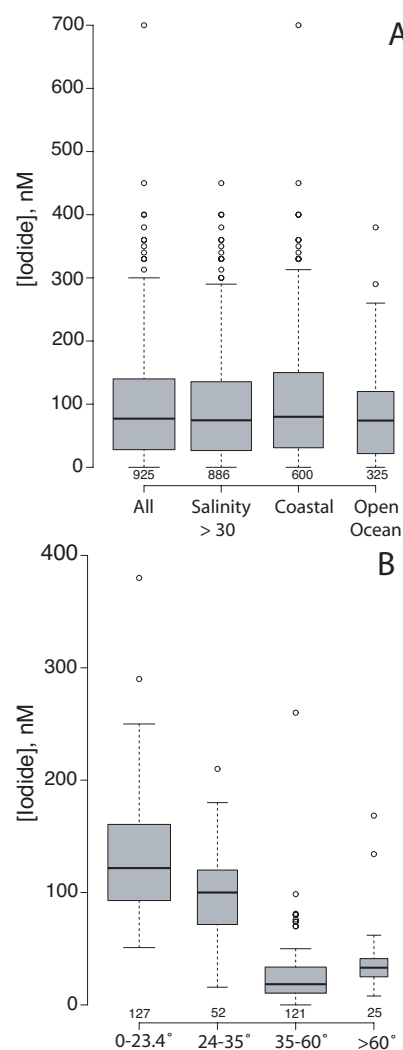 A
700
600
500
400
300
200
100
0
[Iodide], nM
925 886 600 325
All Salinity Coastal Open
> 30 Ocean
B
400
300
200
100
0
[Iodide], nM
127 52 121 25
0-23.4˚ 24-35˚ 35-60˚ >60˚